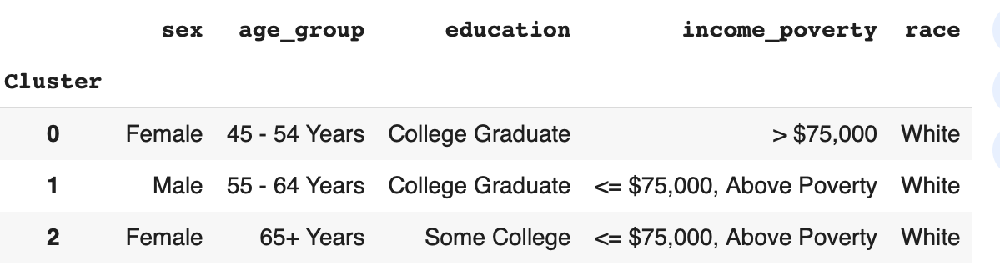 sex age_group education income_poverty race
Cluster
0 Female 45 - 54 Years College Graduate > $75,000 White
1 Male 55 - 64 Years College Graduate <= $75,000, Above Poverty White
2 Female 65+ Years Some College <= $75,000, Above Poverty White